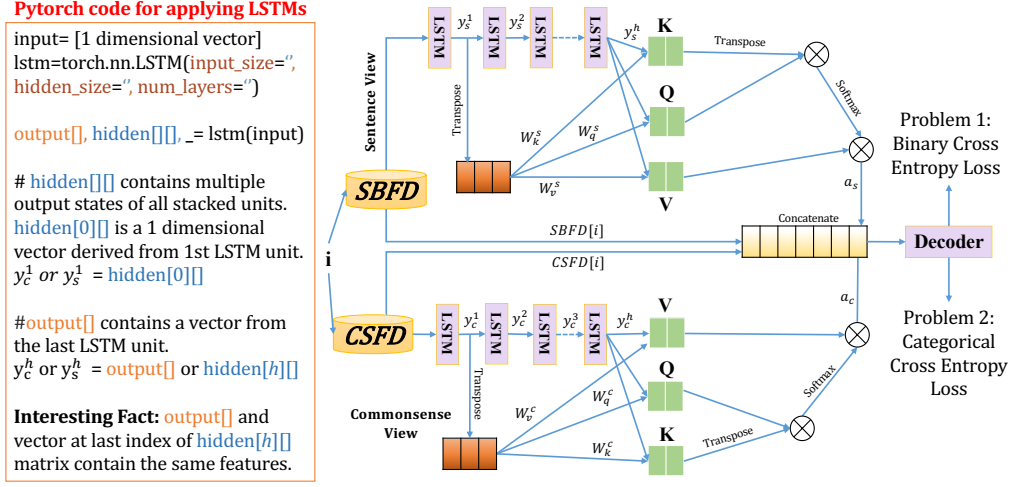 Pytorch code for applying LSTMs
input= [1 dimensional vector]
lstm=torch.nn.LSTM(input_size='',
hidden_size='', num_layers='')
output[], hidden[][], _= lstm(input)
# hidden[][] contains multiple
output states of all stacked units.
hidden[0][] is a 1 dimensional
vector derived from 1st LSTM unit.
y_c^1 or y_s^1 = hidden[0][]
#output[] contains a vector from
the last LSTM unit.
y_c^h or y_s^h = output[] or hidden[h][]
Interesting Fact: output[] and
vector at last index of hidden[h][]
matrix contain the same features.
i
Sentence View
SBFD
LSTM
y_s^1
LSTM
y_s^2
LSTM
LSTM
y_s^h
Transpose
W_k^s
W_q^s
W_v^s
K
Q
V
Transpose
Softmax
a_s
SBFD[i]
CSFD[i]
Concatenate
Decoder
Problem 1:
Binary Cross
Entropy Loss
Problem 2:
Categorical
Cross Entropy
Loss
CSFD
LSTM
y_c^1
LSTM
y_c^2
LSTM
y_c^3
LSTM
y_c^h
Transpose
Commonsense
View
W_v^c
W_q^c
W_k^c
V
Q
K
Transpose
Softmax
a_c